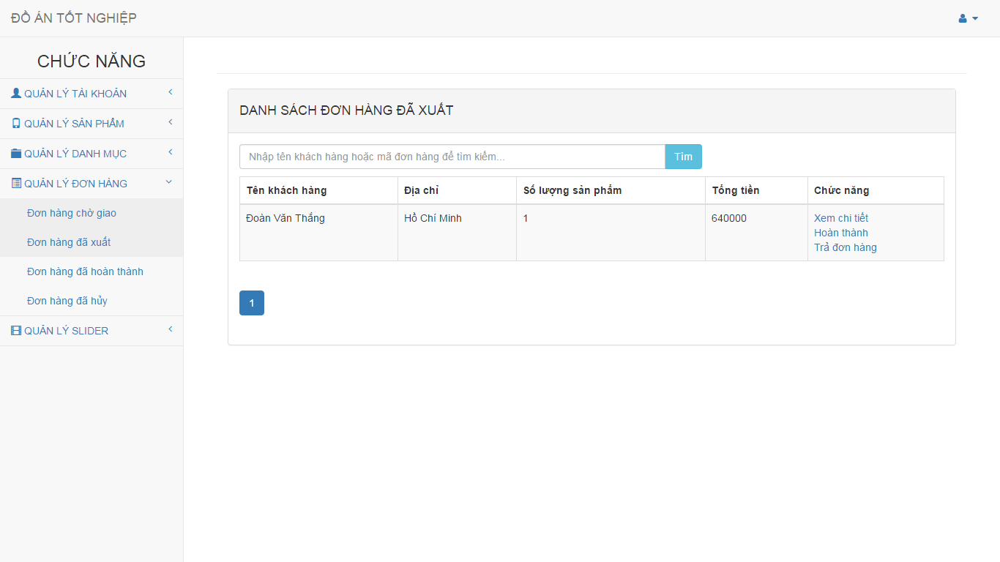 ĐỒ ÁN TỐT NGHIỆP
CHỨC NĂNG
QUẢN LÝ TÀI KHOẢN
QUẢN LÝ SẢN PHẨM
QUẢN LÝ DANH MỤC
QUẢN LÝ ĐƠN HÀNG
Đơn hàng chờ giao
Đơn hàng đã xuất
Đơn hàng đã hoàn thành
Đơn hàng đã hủy
QUẢN LÝ SLIDER
DANH SÁCH ĐƠN HÀNG ĐÃ XUẤT
Nhập tên khách hàng hoặc mã đơn hàng để tìm kiếm... Tìm
Tên khách hàng Địa chỉ Số lượng sản phẩm Tổng tiền Chức năng
Đoàn Văn Thắng Hồ Chí Minh 1 640000 Xem chi tiết
Hoàn thành
Trả đơn hàng
1